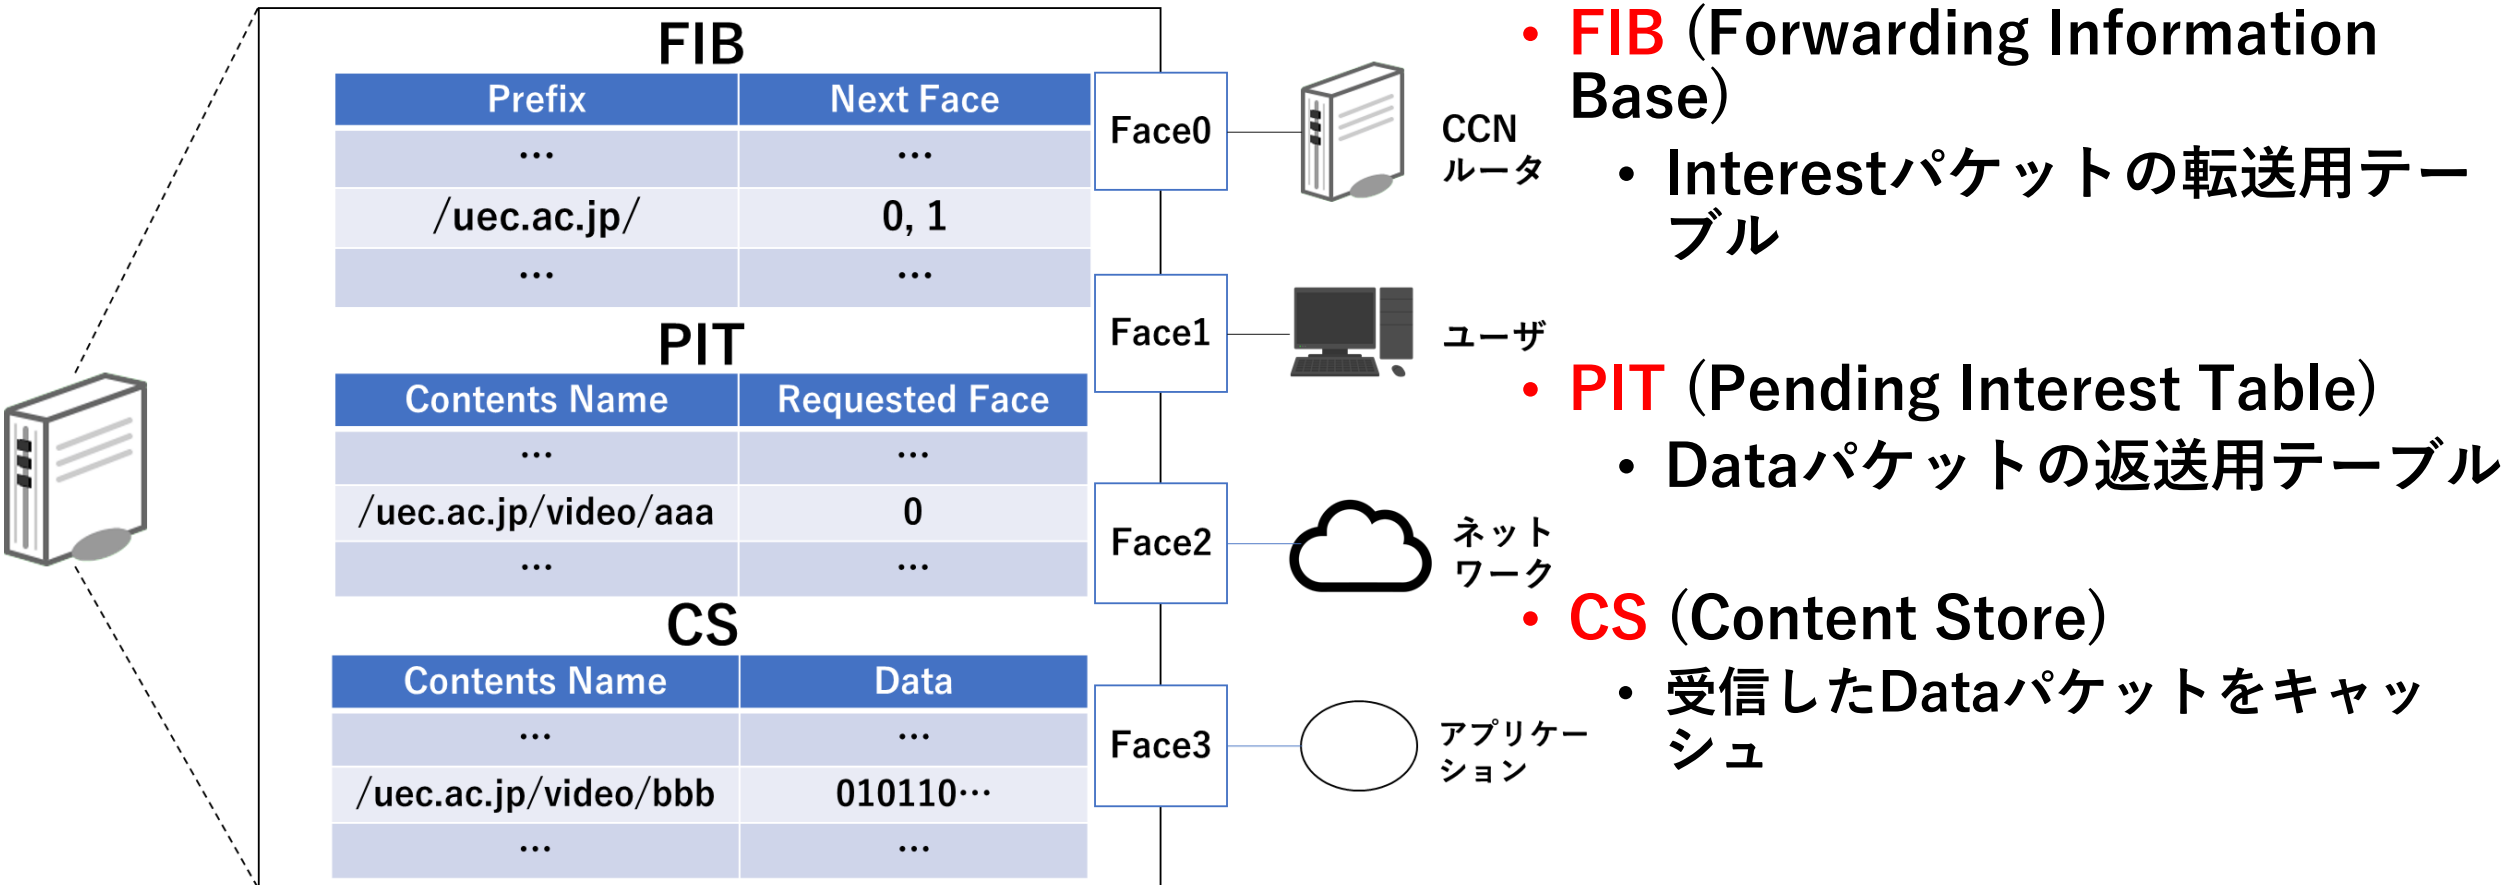 FIB
Prefix Next Face
… …
/uec.ac.jp/ 0, 1
… …
PIT
Contents Name Requested Face
… …
/uec.ac.jp/video/aaa 0
… …
CS
Contents Name Data
… …
/uec.ac.jp/video/bbb 010110…
… …
Face0
CCN
ルータ
Face1
ユーザ
Face2
ネット
ワーク
Face3
アプリケー
ション
• FIB (Forwarding Information
Base)
• Interestパケットの転送用テー
ブル
• PIT (Pending Interest Table)
• Dataパケットの返送用テーブル
• CS (Content Store)
• 受信したDataパケットをキャッ
シュ